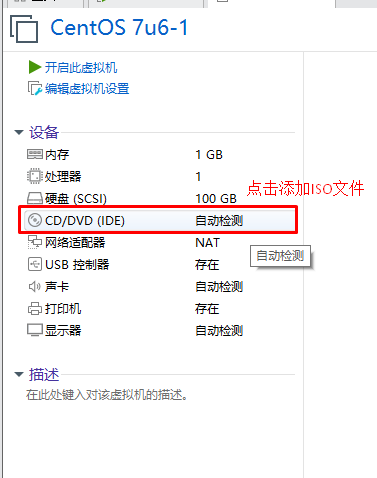 CentOS 7u6-1
开启此虚拟机
编辑虚拟机设置
设备
内存 1 GB
处理器 1
硬盘 (SCSI) 100 GB
点击添加ISO文件
CD/DVD (IDE) 自动检测
网络适配器 NAT
自动检测
USB 控制器 存在
声卡 自动检测
打印机 存在
显示器 自动检测
描述
在此处键入对该虚拟机的描述。